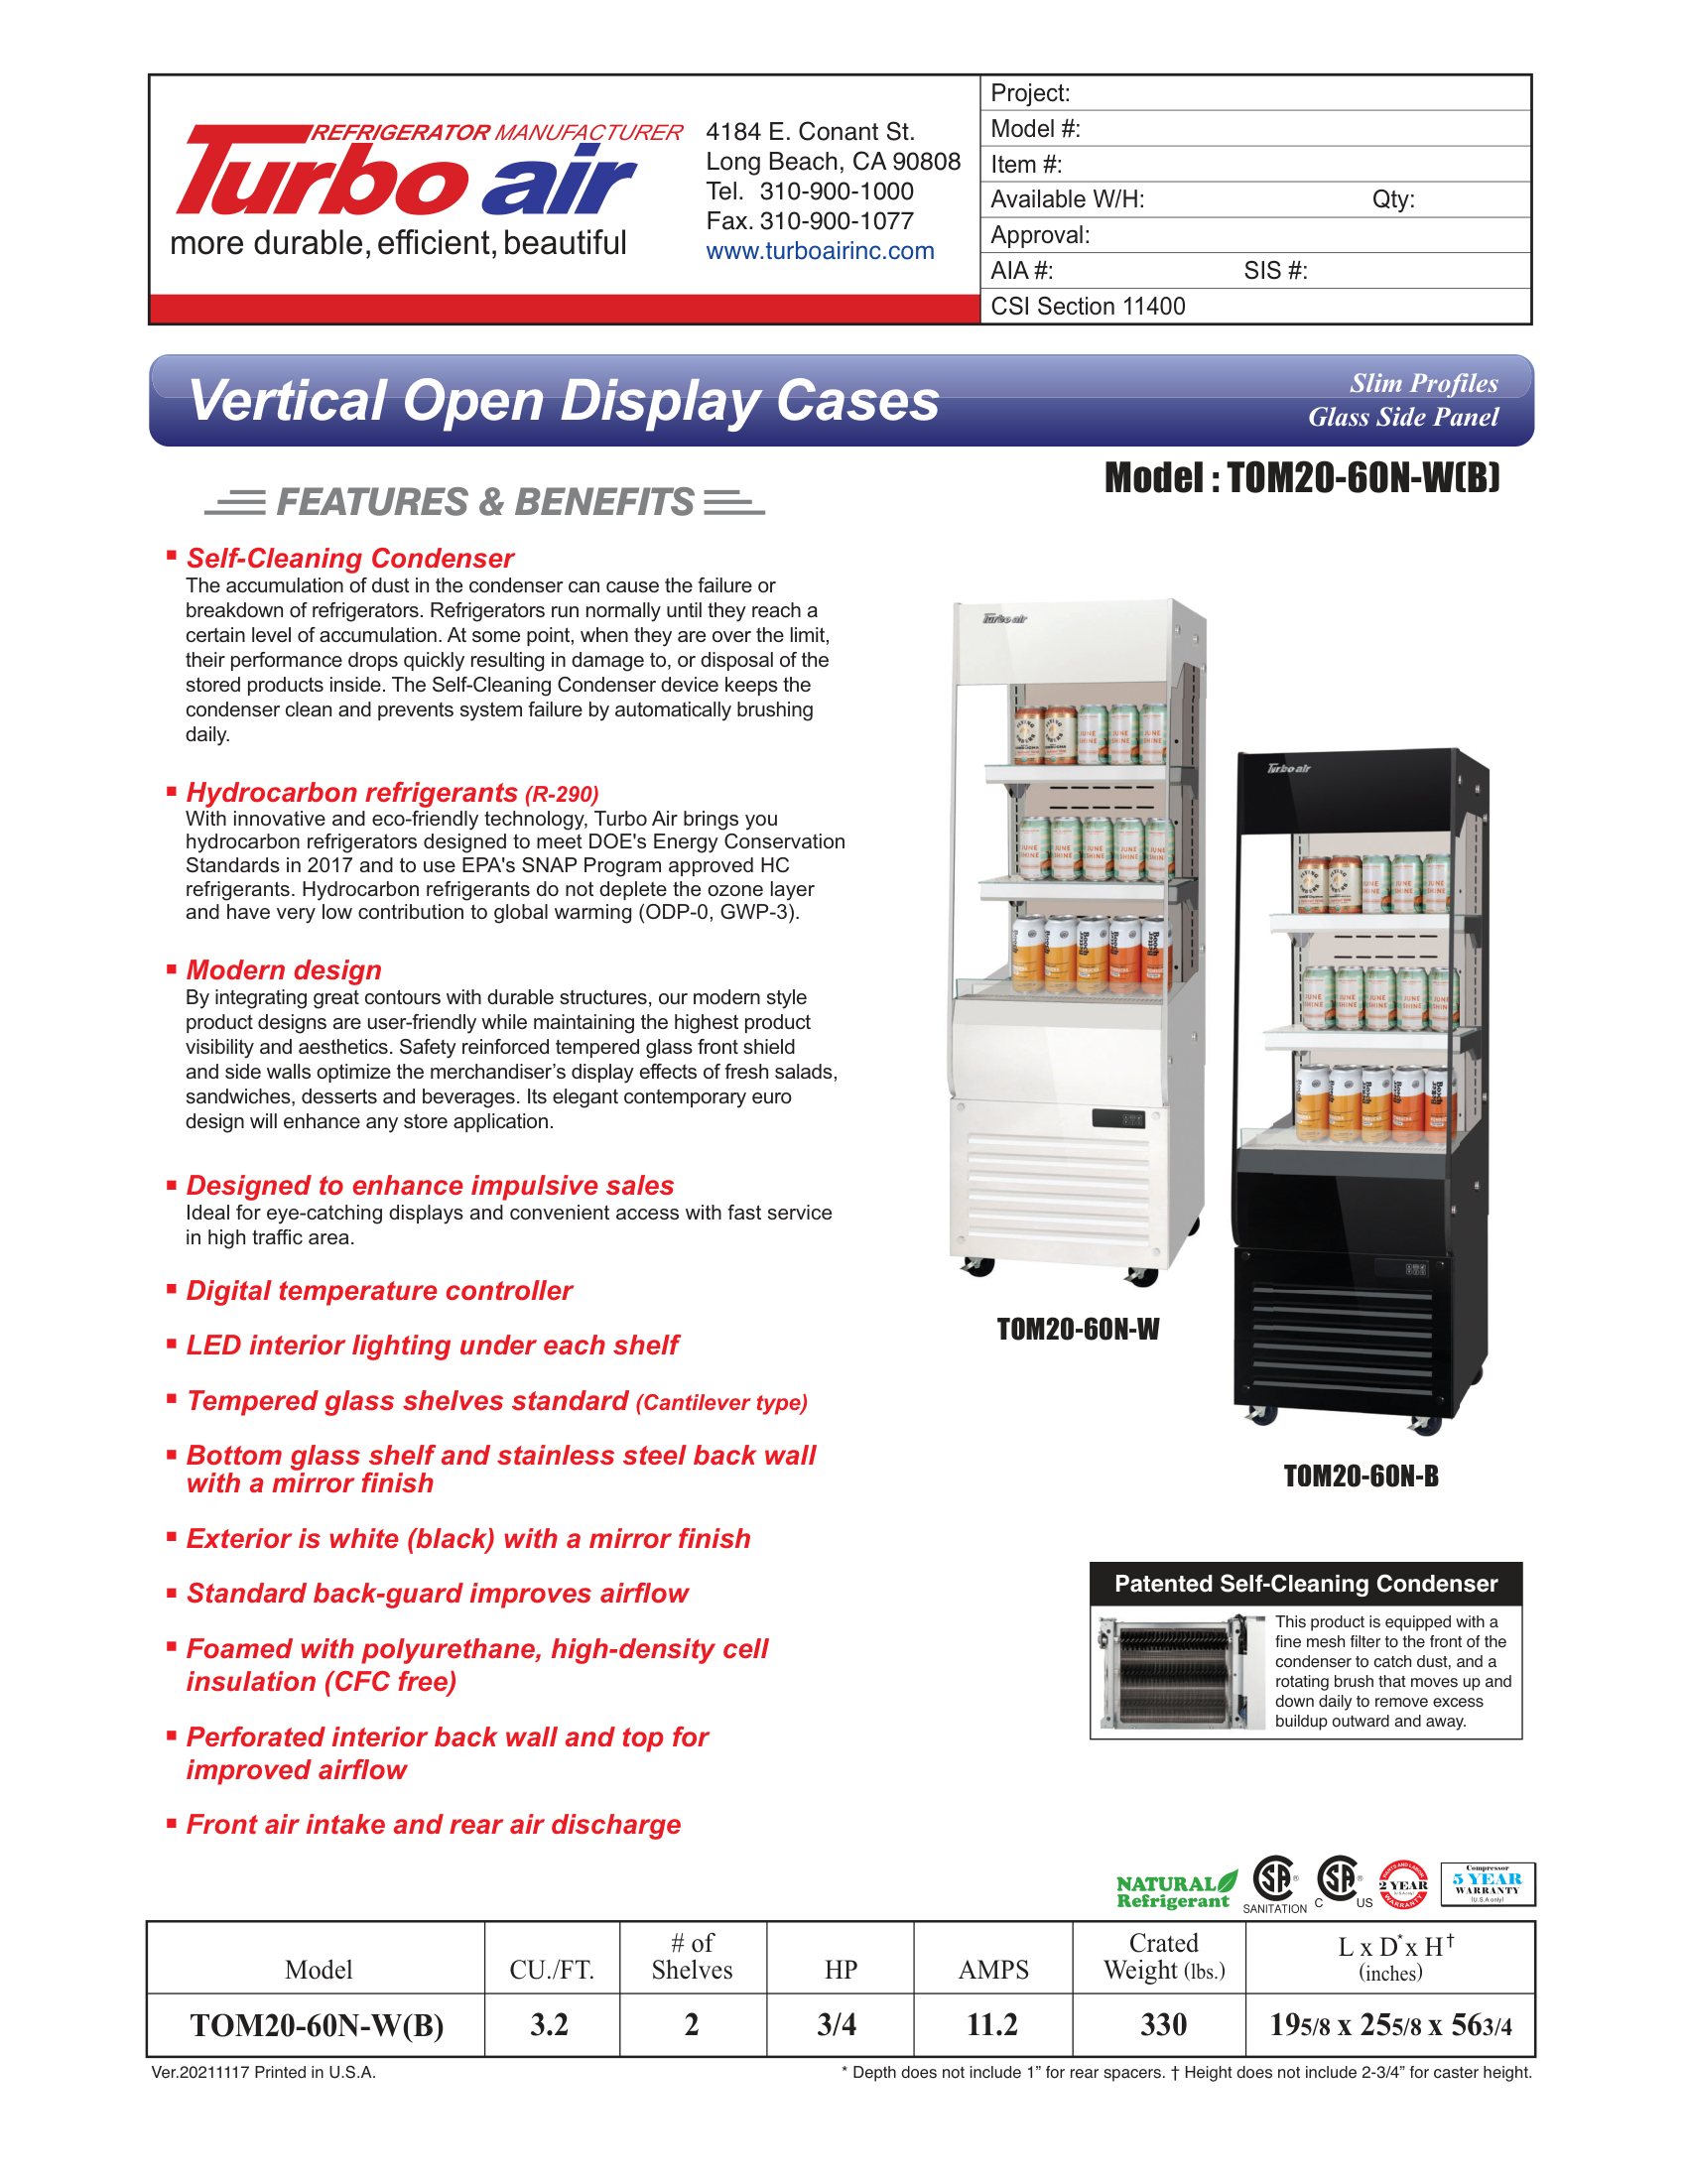 REFRIGERATOR MANUFACTURER
Turbo air
more durable, efficient, beautiful
4184 E. Conant St.
Long Beach, CA 90808
Tel. 310-900-1000
Fax. 310-900-1077
www.turboairinc.com
Project:
Model #:
Item #:
Available W/H: Qty:
Approval:
AIA #: SIS #:
CSI Section 11400
Vertical Open Display Cases
Slim Profiles
Glass Side Panel
Model : TOM20-60N-W(B)
FEATURES & BENEFITS
Self-Cleaning Condenser
The accumulation of dust in the condenser can cause the failure or
breakdown of refrigerators. Refrigerators run normally until they reach a
certain level of accumulation. At some point, when they are over the limit,
their performance drops quickly resulting in damage to, or disposal of the
stored products inside. The Self-Cleaning Condenser device keeps the
condenser clean and prevents system failure by automatically brushing
daily.
Hydrocarbon refrigerants (R-290)
With innovative and eco-friendly technology, Turbo Air brings you
hydrocarbon refrigerators designed to meet DOE's Energy Conservation
Standards in 2017 and to use EPA's SNAP Program approved HC
refrigerants. Hydrocarbon refrigerants do not deplete the ozone layer
and have very low contribution to global warming (ODP-0, GWP-3).
Modern design
By integrating great contours with durable structures, our modern style
product designs are user-friendly while maintaining the highest product
visibility and aesthetics. Safety reinforced tempered glass front shield
and side walls optimize the merchandiser's display effects of fresh salads,
sandwiches, desserts and beverages. Its elegant contemporary euro
design will enhance any store application.
Designed to enhance impulsive sales
Ideal for eye-catching displays and convenient access with fast service
in high traffic area.
Digital temperature controller
LED interior lighting under each shelf
Tempered glass shelves standard (Cantilever type)
Bottom glass shelf and stainless steel back wall
with a mirror finish
Exterior is white (black) with a mirror finish
Standard back-guard improves airflow
Foamed with polyurethane, high-density cell
insulation (CFC free)
Perforated interior back wall and top for
improved airflow
Front air intake and rear air discharge
Turbo air
Turbo air
TOM20-60N-W
TOM20-60N-B
Patented Self-Cleaning Condenser
This product is equipped with a
fine mesh filter to the front of the
condenser to catch dust, and a
rotating brush that moves up and
down daily to remove excess
buildup outward and away.
NATURAL
Refrigerant
SA ®
SANITATION
SA ®
C US
PARTS AND LABOR
2 YEAR
(U.S.A only)
WARRANTY
Compressor
5 YEAR
WARRANTY
(U.S.A only)
Model CU./FT. # of Shelves HP AMPS Crated Weight (lbs.) L x D* x H† (inches)
TOM20-60N-W(B) 3.2 2 3/4 11.2 330 195/8 x 255/8 x 563/4
Ver.20211117 Printed in U.S.A.
* Depth does not include 1” for rear spacers. † Height does not include 2-3/4” for caster height.